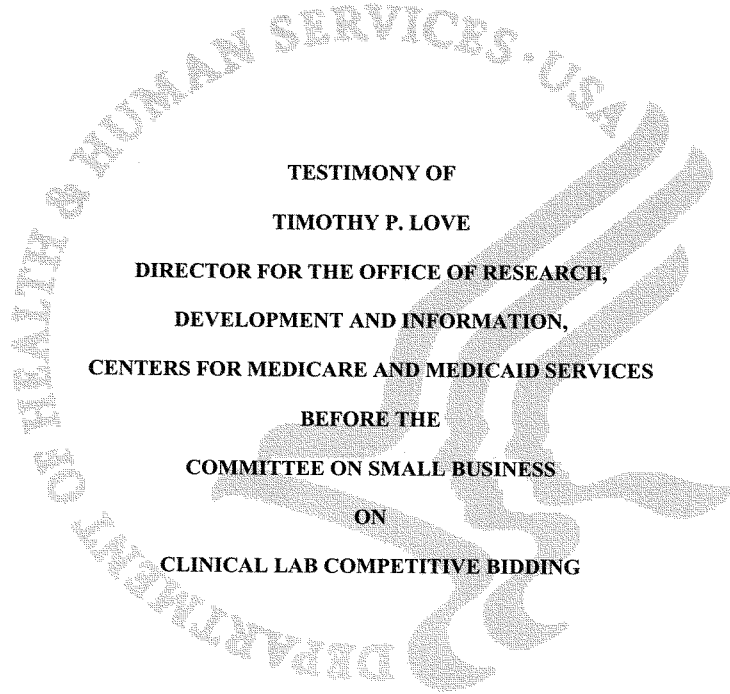 DEPARTMENT OF HEALTH & HUMAN SERVICES · USA
TESTIMONY OF
TIMOTHY P. LOVE
DIRECTOR FOR THE OFFICE OF RESEARCH,
DEVELOPMENT AND INFORMATION,
CENTERS FOR MEDICARE AND MEDICAID SERVICES
BEFORE THE
COMMITTEE ON SMALL BUSINESS
ON
CLINICAL LAB COMPETITIVE BIDDING